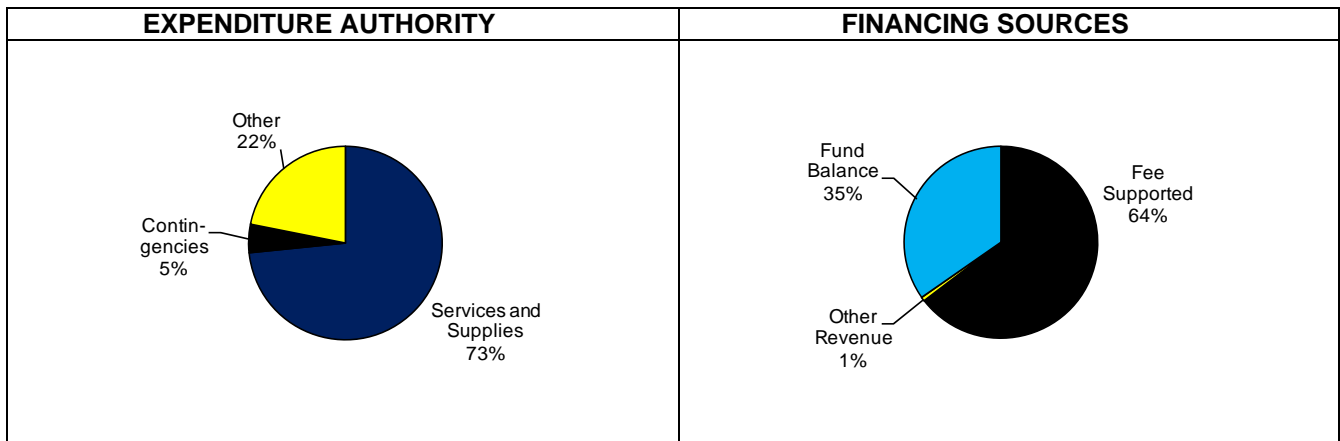 EXPENDITURE AUTHORITY
Other
22%
Contin-
gencies
5%
Services and
Supplies
73%
FINANCING SOURCES
Fund
Balance
35%
Fee
Supported
64%
Other
Revenue
1%